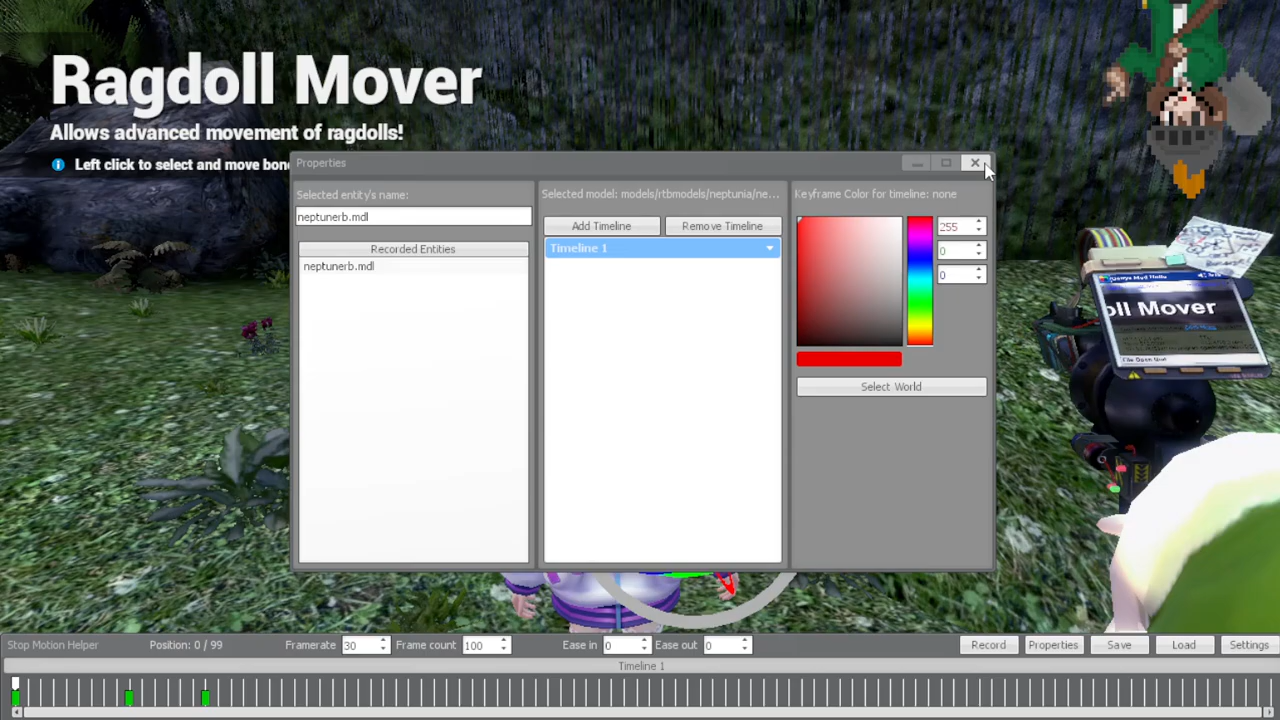 Ragdoll Mover
Allows advanced movement of ragdolls!
Left click to select and move bon
Properties
Selected entity's name:
neptunerb.mdl
Recorded Entities
neptunerb.mdl
Selected model: models/rtbmodels/neptunia/ne...
Add Timeline
Remove Timeline
Timeline 1
Keyframe Color for timeline: none
255
0
0
Select World
oll Mover
Stop Motion Helper
Position: 0 / 99
Framerate 30
Frame count 100
Ease in 0
Ease out 0
Record
Properties
Save
Load
Settings
Timeline 1